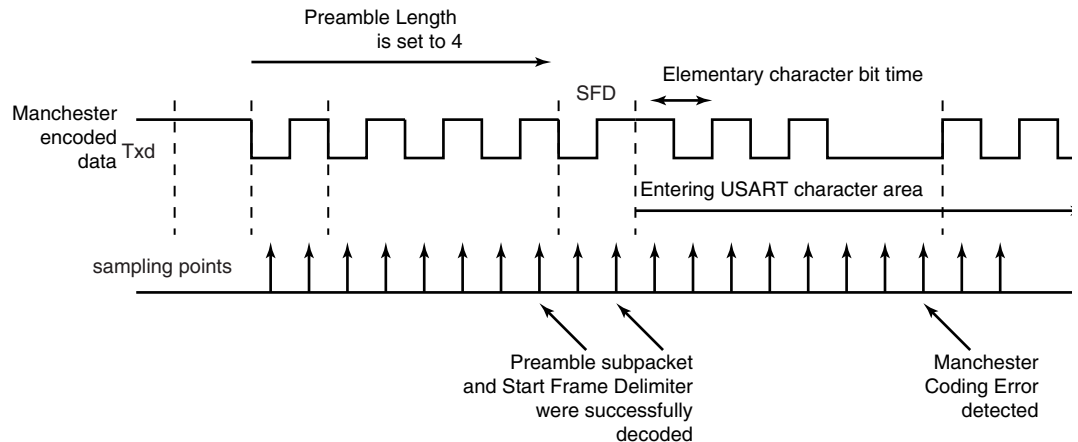 Preamble Length
is set to 4
Elementary character bit time
SFD
Manchester
encoded
data
Txd
Entering USART character area
sampling points
Preamble subpacket
and Start Frame Delimiter
were successfully
decoded
Manchester
Coding Error
detected